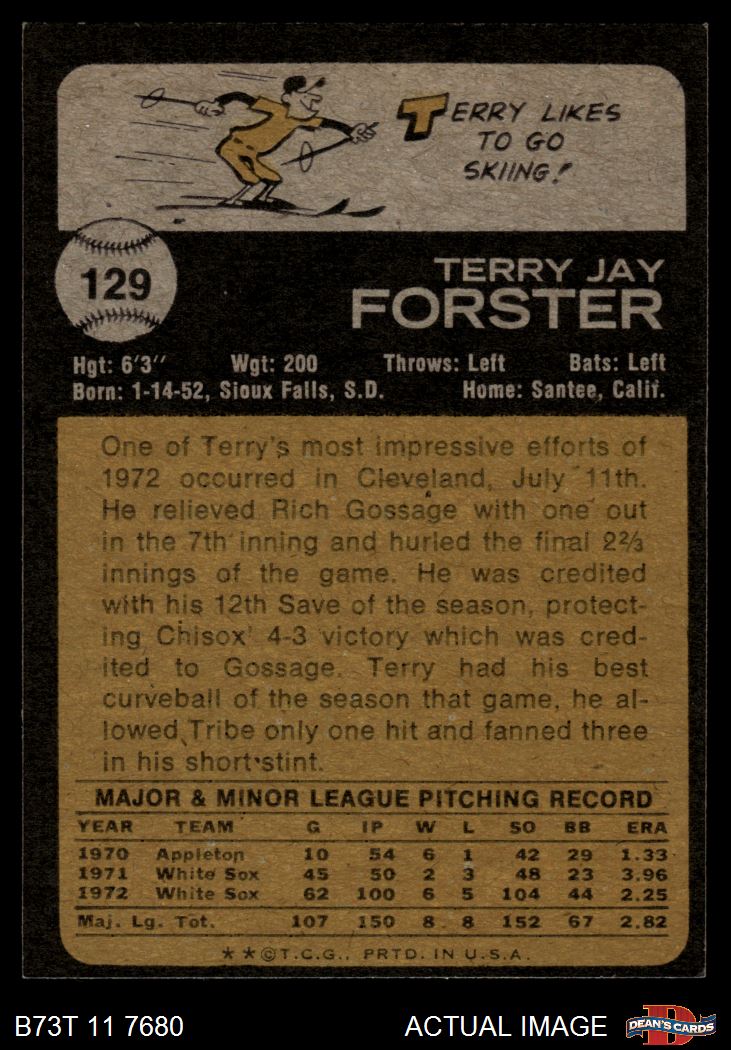 TERRY LIKES
TO GO
SKIING!
129
TERRY JAY
FORSTER
Hgt: 6'3" Wgt: 200 Throws: Left Bats: Left
Born: 1-14-52, Sioux Falls, S.D. Home: Santee, Calif.
One of Terry's most impressive efforts of
1972 occurred in Cleveland, July 11th.
He relieved Rich Gossage with one out
in the 7th inning and hurled the final 2⅔
innings of the game. He was credited
with his 12th Save of the season, protect-
ing Chisox' 4-3 victory which was cred-
ited to Gossage. Terry had his best
curveball of the season that game, he al-
lowed Tribe only one hit and fanned three
in his short stint.
MAJOR & MINOR LEAGUE PITCHING RECORD
YEAR TEAM G IP W L SO BB ERA
1970 Appleton 10 54 6 1 42 29 1.33
1971 White Sox 45 50 2 3 48 23 3.96
1972 White Sox 62 100 6 5 104 44 2.25
Maj. Lg. Tot. 107 150 8 8 152 67 2.82
★★©T.C.G., PRTD. IN U.S.A.
B73T 11 7680 ACTUAL IMAGE D DEAN'S CARDS